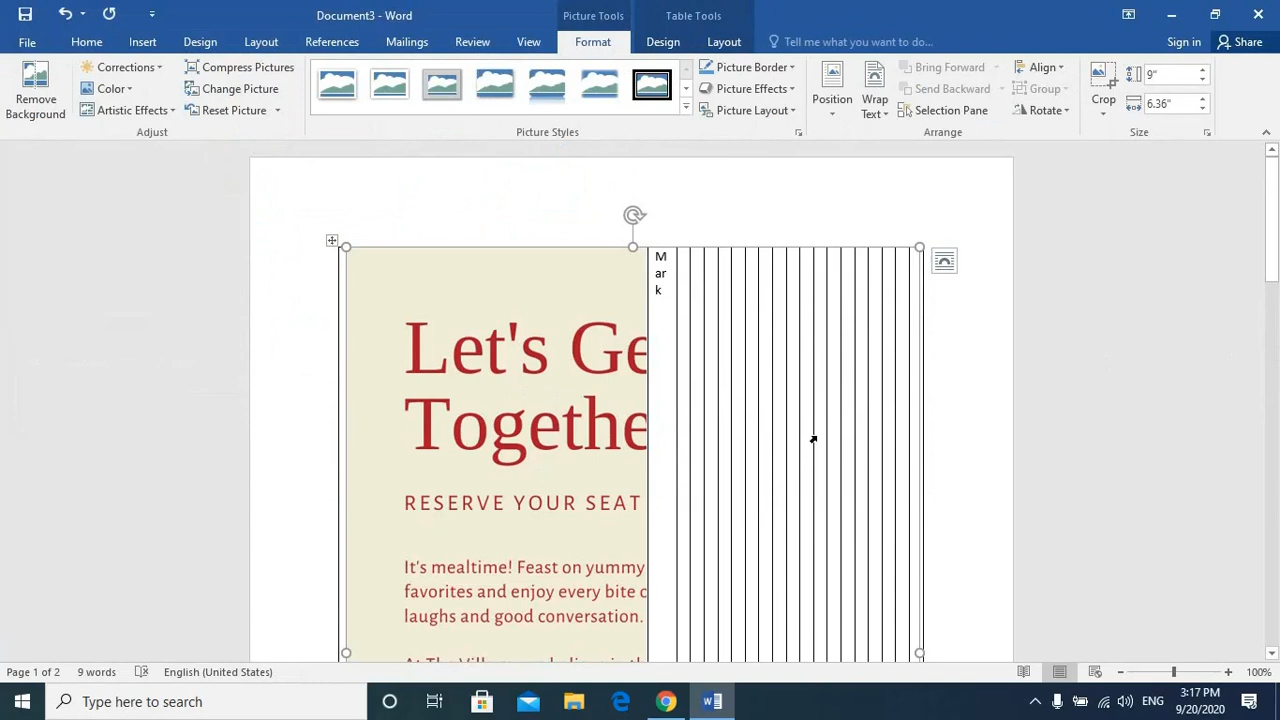 Document3 - Word
Picture Tools
Table Tools
File
Home
Insert
Design
Layout
References
Mailings
Review
View
Format
Design
Layout
Tell me what you want to do...
Sign in
Share
Remove
Background
Corrections
Color
Artistic Effects
Compress Pictures
Change Picture
Reset Picture
Adjust
Picture Styles
Picture Border
Picture Effects
Picture Layout
Position
Wrap
Text
Bring Forward
Send Backward
Selection Pane
Align
Group
Rotate
Arrange
Crop
9"
6.36"
Size
M
ar
k
Let's Ge
Togethe
RESERVE YOUR SEAT
It's mealtime! Feast on yummy
favorites and enjoy every bite
laughs and good conversation.
Page 1 of 2
9 words
English (United States)
100%
Type here to search
ENG
3:17 PM
9/20/2020